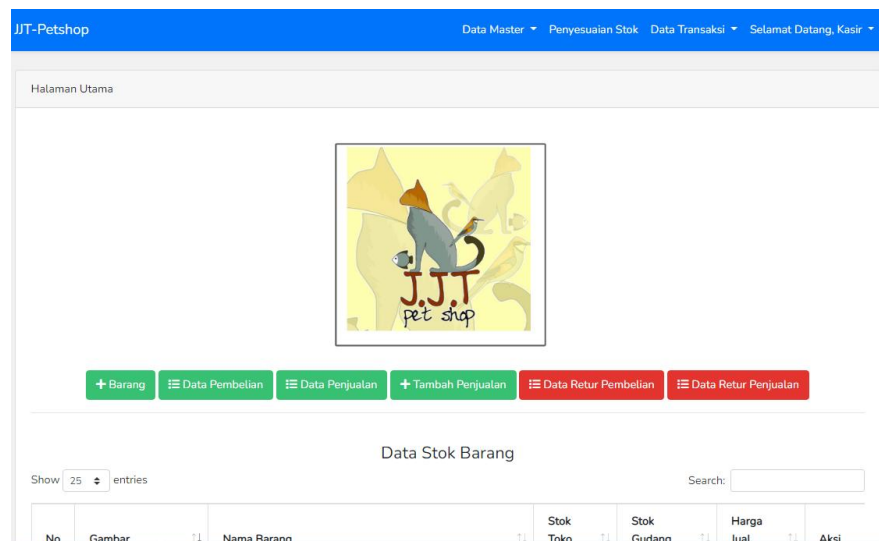 JJT-Petshop Data Master Penyesuaian Stok Data Transaksi Selamat Datang, Kasir
Halaman Utama
J.J.T
pet shop
+ Barang Data Pembelian Data Penjualan + Tambah Penjualan Data Retur Pembelian Data Retur Penjualan
Data Stok Barang
Show 25 entries Search:
No Gambar Nama Barang Stok Toko Stok Gudang Harga Jual Aksi